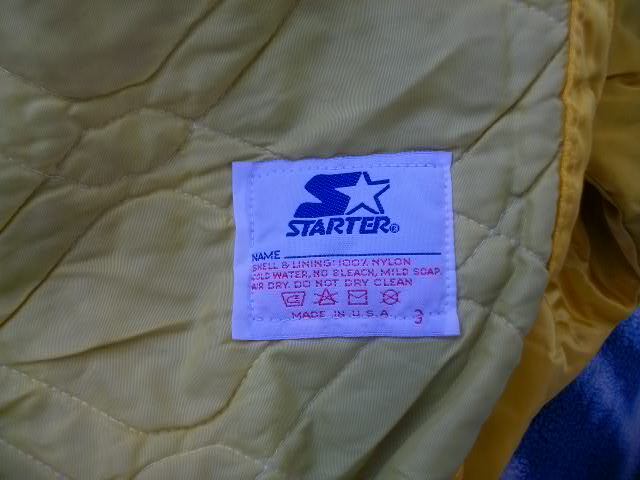 STARTER®
NAME
SHELL & LINING: 100% NYLON
COLD WATER, NO BLEACH, MILD SOAP
AIR DRY. DO NOT DRY CLEAN
MADE IN U.S.A. 3